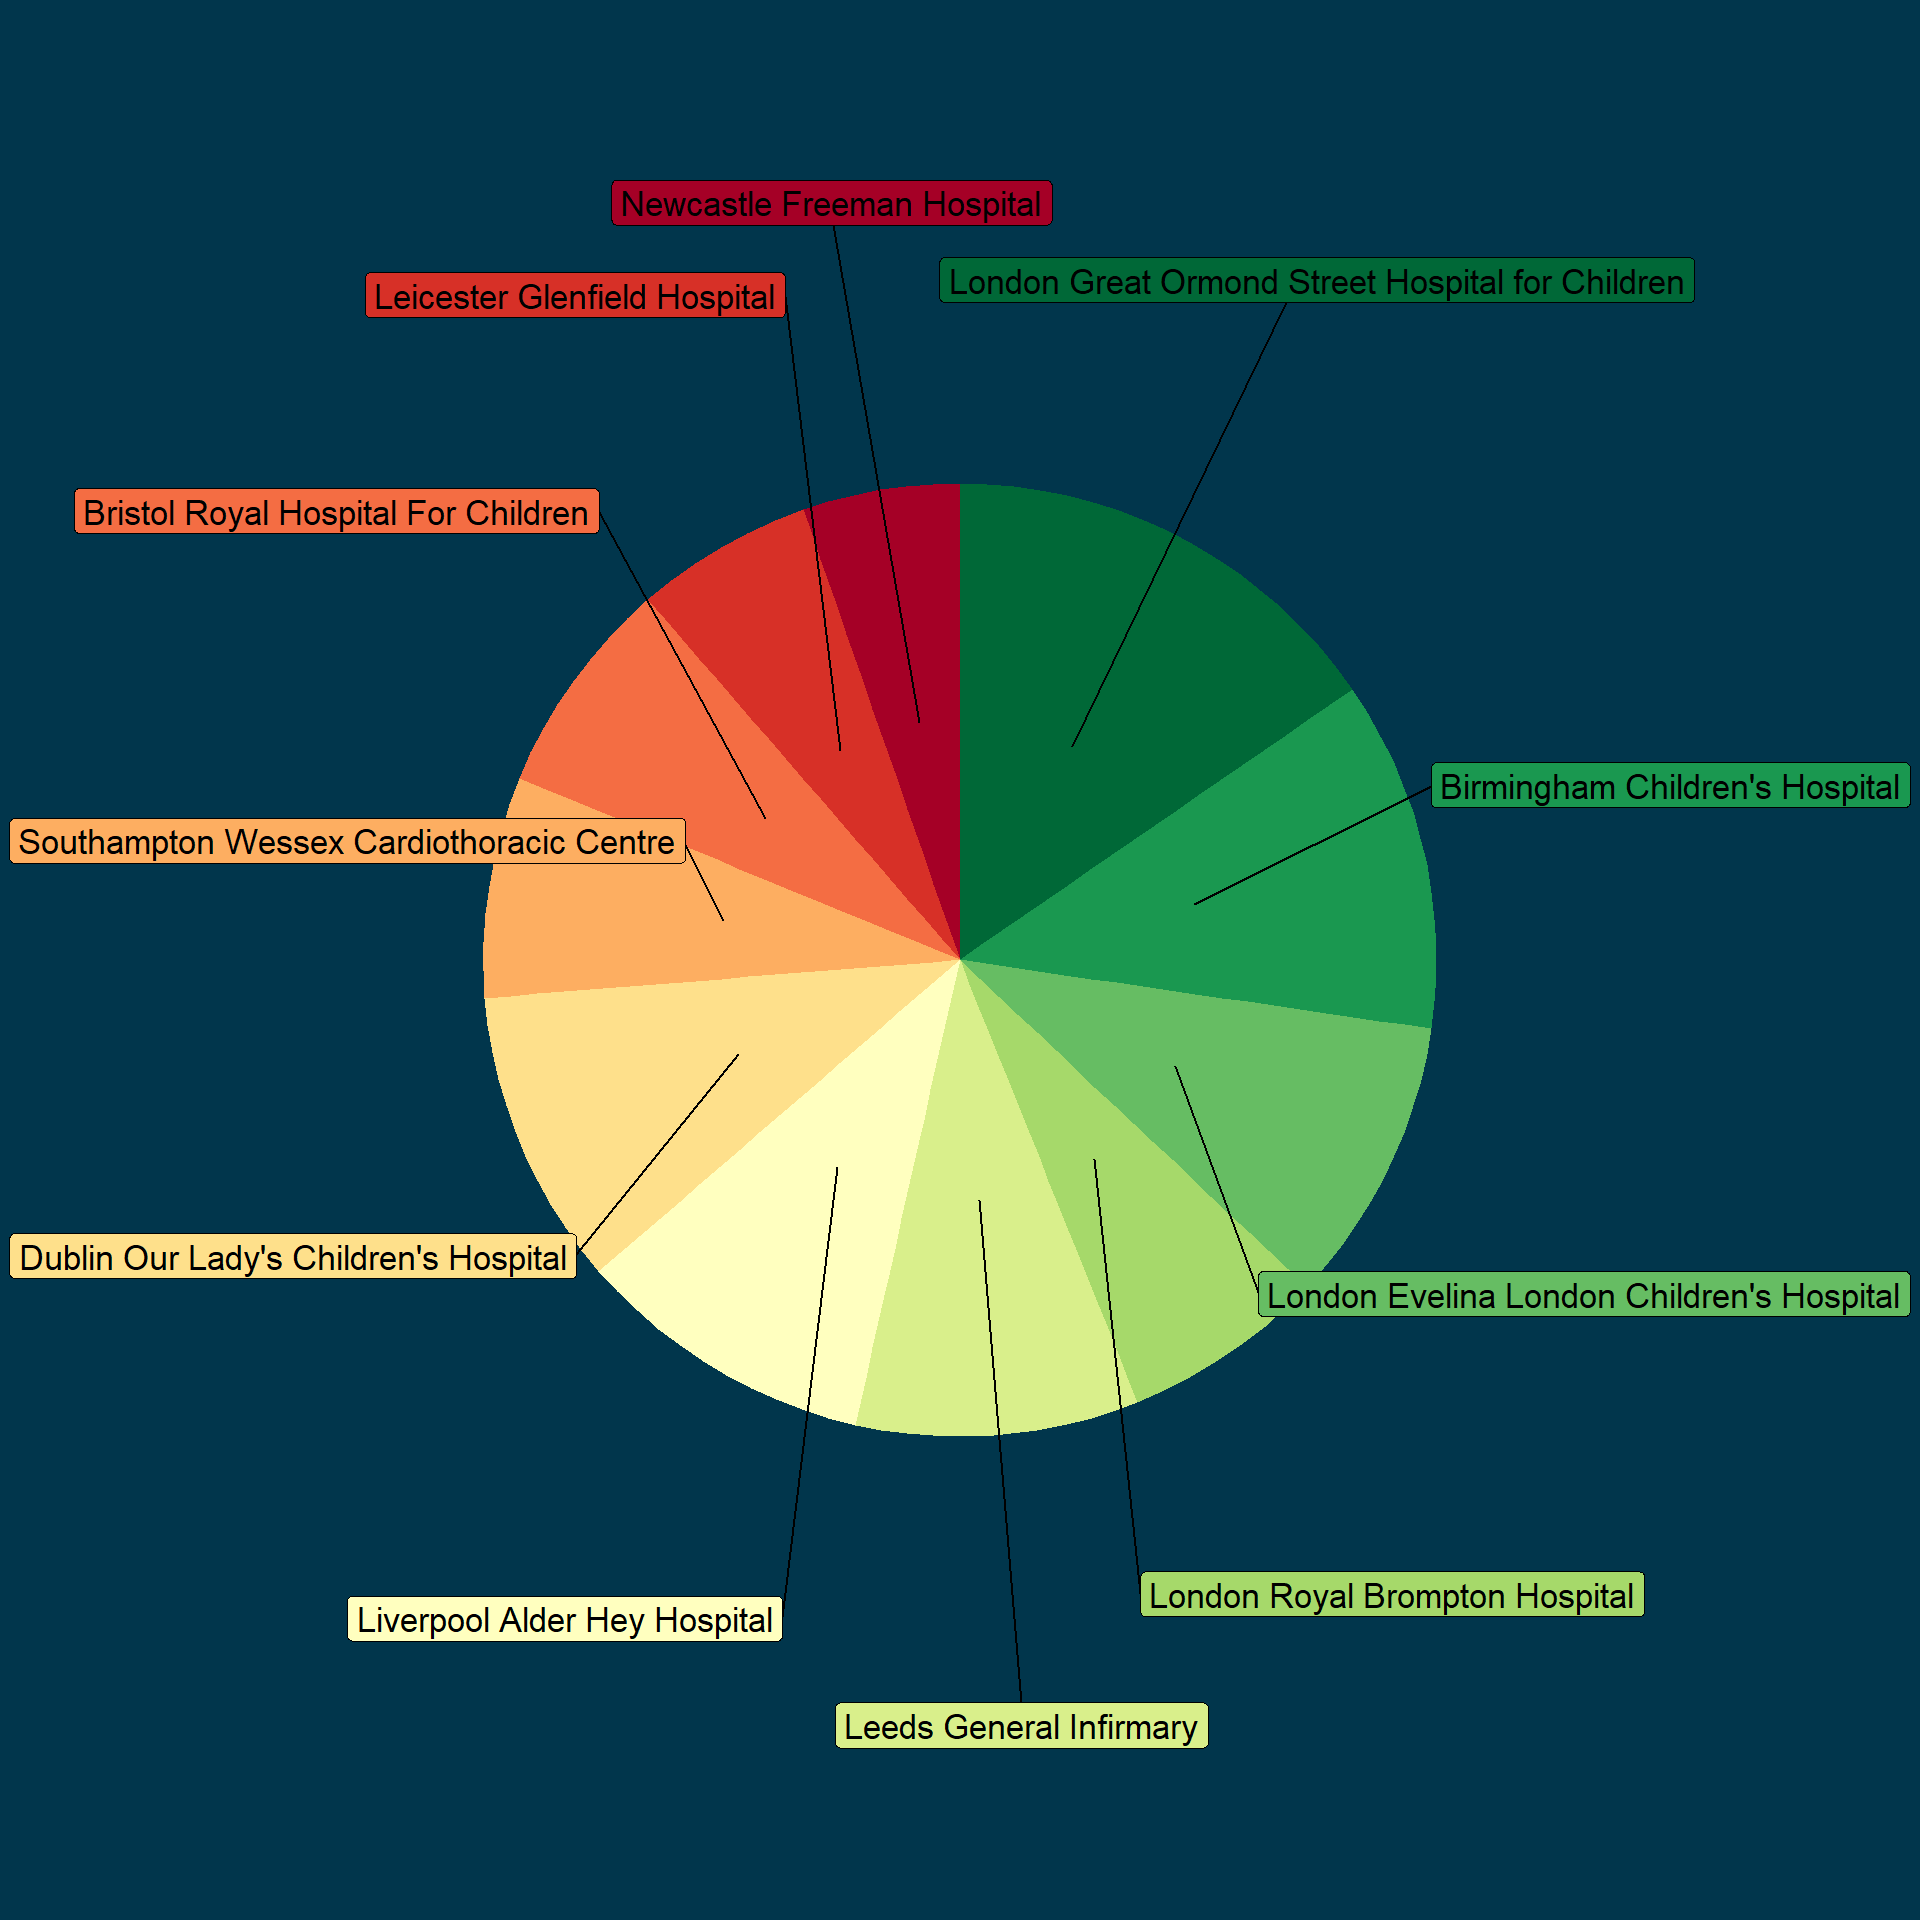 Newcastle Freeman Hospital
London Great Ormond Street Hospital for Children
Leicester Glenfield Hospital
Bristol Royal Hospital For Children
Birmingham Children's Hospital
Southampton Wessex Cardiothoracic Centre
Dublin Our Lady's Children's Hospital
London Evelina London Children's Hospital
London Royal Brompton Hospital
Liverpool Alder Hey Hospital
Leeds General Infirmary